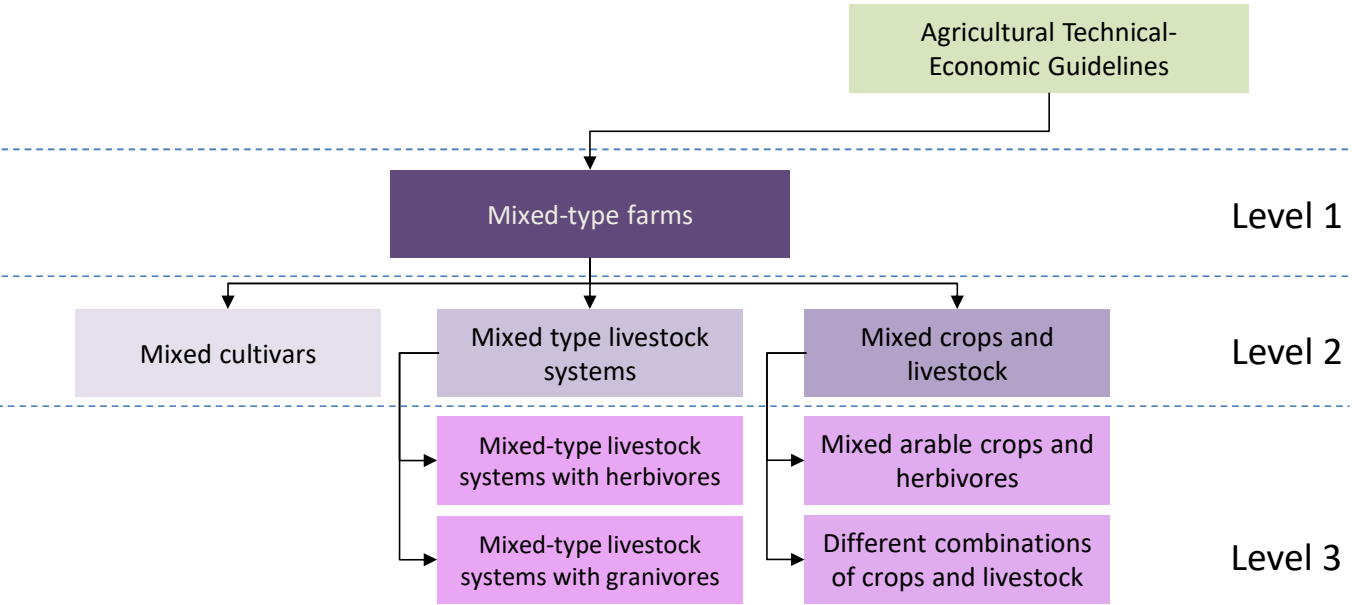 Agricultural Technical-
Economic Guidelines
Mixed-type farms
Level 1
Mixed cultivars
Mixed type livestock
systems
Mixed crops and
livestock
Level 2
Mixed-type livestock
systems with herbivores
Mixed arable crops and
herbivores
Mixed-type livestock
systems with granivores
Different combinations
of crops and livestock
Level 3